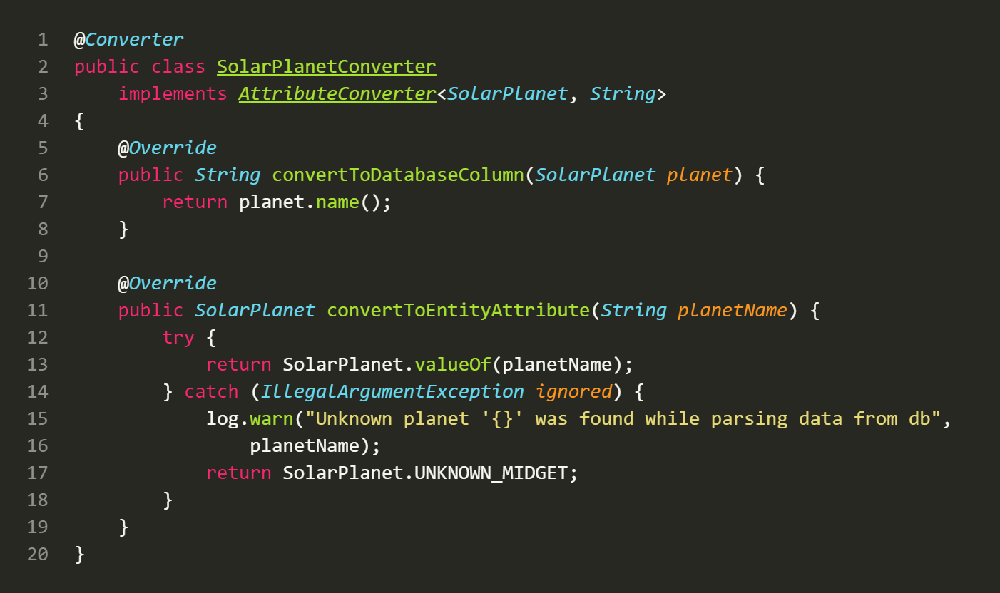 1 @Converter
2 public class SolarPlanetConverter
3     implements AttributeConverter<SolarPlanet, String>
4 {
5     @Override
6     public String convertToDatabaseColumn(SolarPlanet planet) {
7         return planet.name();
8     }
9
10     @Override
11     public SolarPlanet convertToEntityAttribute(String planetName) {
12         try {
13             return SolarPlanet.valueOf(planetName);
14         } catch (IllegalArgumentException ignored) {
15             log.warn("Unknown planet '{}' was found while parsing data from db",
16                 planetName);
17             return SolarPlanet.UNKNOWN_MIDGET;
18         }
19     }
20 }